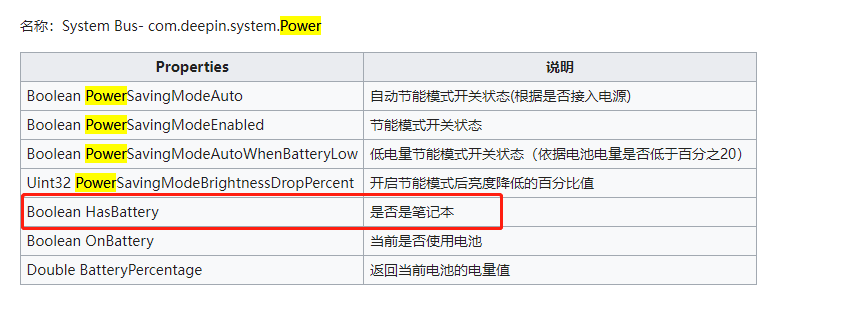 名称：System Bus- com.deepin.system.Power
Properties 说明
Boolean PowerSavingModeAuto 自动节能模式开关状态(根据是否接入电源)
Boolean PowerSavingModeEnabled 节能模式开关状态
Boolean PowerSavingModeAutoWhenBatteryLow 低电量节能模式开关状态（依据电池电量是否低于百分之20）
Uint32 PowerSavingModeBrightnessDropPercent 开启节能模式后亮度降低的百分比值
Boolean HasBattery 是否是笔记本
Boolean OnBattery 当前是否使用电池
Double BatteryPercentage 返回当前电池的电量值